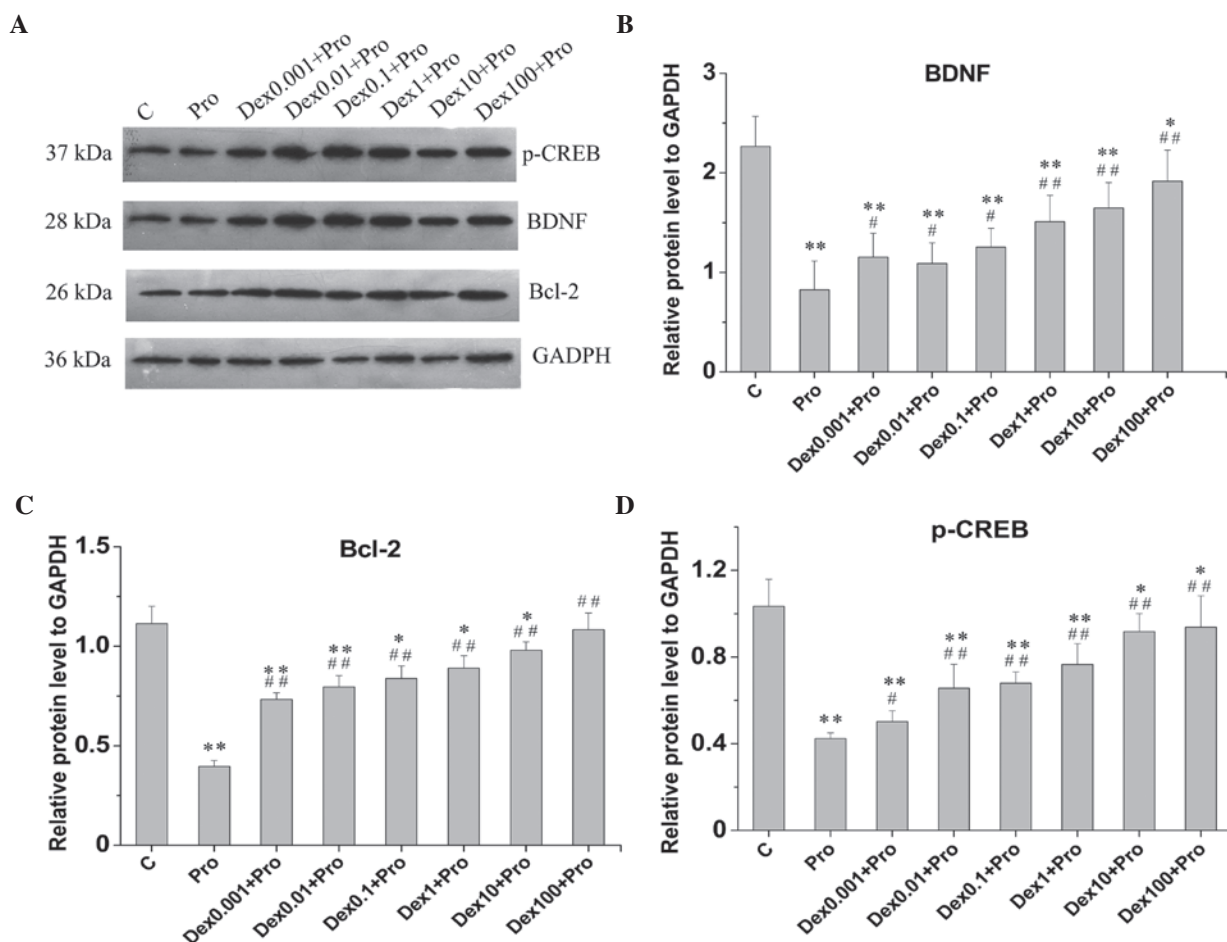 A
C
Pro
Dex0.001+Pro
Dex0.01+Pro
Dex0.1+Pro
Dex1+Pro
Dex10+Pro
Dex100+Pro
37 kDa
p-CREB
28 kDa
BDNF
26 kDa
Bcl-2
36 kDa
GADPH
B
BDNF
Relative protein level to GAPDH
3
2
1
0
**
**
#
**
#
**
#
**
##
**
##
*
##
C
Pro
Dex0.001+Pro
Dex0.01+Pro
Dex0.1+Pro
Dex1+Pro
Dex10+Pro
Dex100+Pro
C
Bcl-2
Relative protein level to GAPDH
1.5
1.0
0.5
0
**
**
##
**
##
*
##
*
##
*
##
##
C
Pro
Dex0.001+Pro
Dex0.01+Pro
Dex0.1+Pro
Dex1+Pro
Dex10+Pro
Dex100+Pro
D
p-CREB
Relative protein level to GAPDH
1.2
0.8
0.4
0
**
**
#
**
##
**
##
**
##
*
##
*
##
C
Pro
Dex0.001+Pro
Dex0.01+Pro
Dex0.1+Pro
Dex1+Pro
Dex10+Pro
Dex100+Pro